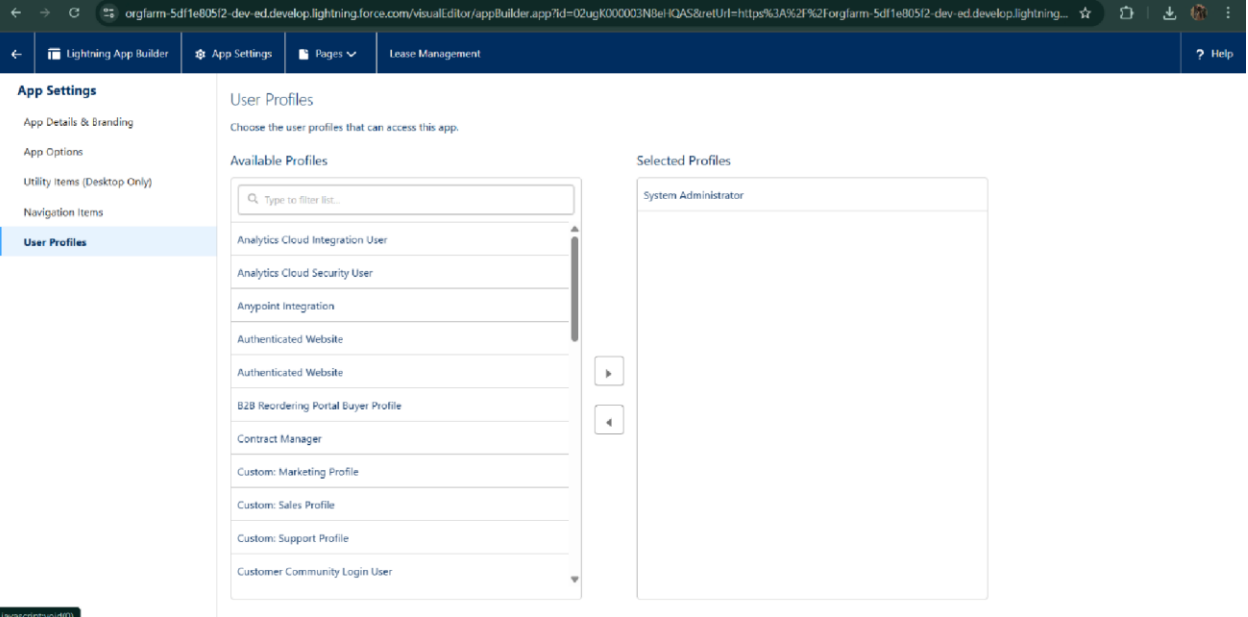 orgfarm-5df1e805f2-dev-ed.develop.lightning.force.com/visualEditor/appBuilder.app?id=02ugK000003N8eHQAS&retUrl=https%3A%2F%2Forgfarm-5df1e805f2-dev-ed.develop.lightning...
Lightning App Builder App Settings Pages Lease Management ? Help
App Settings
App Details & Branding
App Options
Utility Items (Desktop Only)
Navigation Items
User Profiles
User Profiles
Choose the user profiles that can access this app.
Available Profiles
Type to filter list...
Analytics Cloud Integration User
Analytics Cloud Security User
Anypoint Integration
Authenticated Website
Authenticated Website
B2B Reordering Portal Buyer Profile
Contract Manager
Custom: Marketing Profile
Custom: Sales Profile
Custom: Support Profile
Customer Community Login User
Selected Profiles
System Administrator
javascript:void(0)